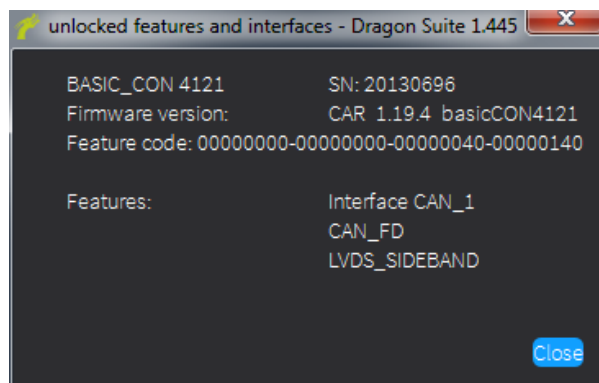 unlocked features and interfaces - Dragon Suite 1.445
BASIC_CON 4121 SN: 20130696
Firmware version: CAR 1.19.4 basicCON4121
Feature code: 00000000-00000000-00000040-00000140
Features: Interface CAN_1
CAN_FD
LVDS_SIDEBAND
Close